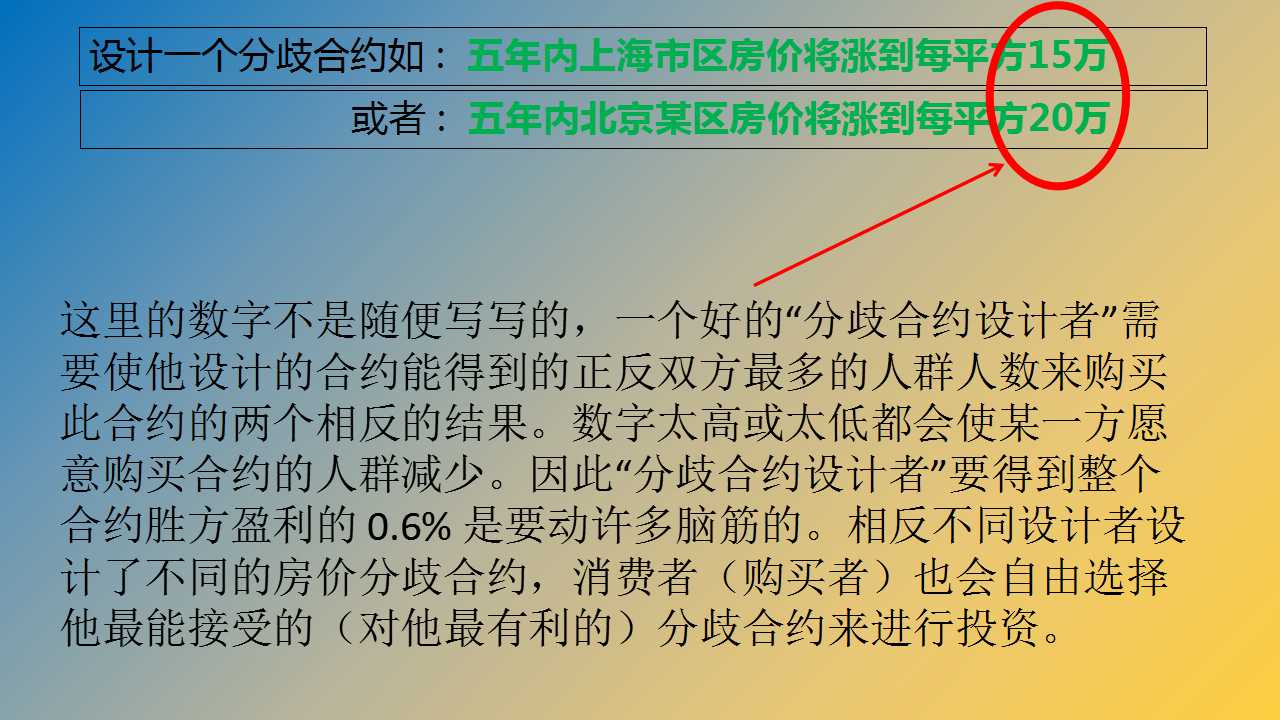 设计一个分歧合约如：五年内上海市区房价将涨到每平方15万
或者：五年内北京某区房价将涨到每平方20万
这里的数字不是随便写写的，一个好的“分歧合约设计者”需
要使他设计的合约能得到的正反双方最多的人群人数来购买
此合约的两个相反的结果。数字太高或太低都会使某一方愿
意购买合约的人群减少。因此“分歧合约设计者”要得到整个
合约胜方盈利的 0.6% 是要动许多脑筋的。相反不同设计者设
计了不同的房价分歧合约，消费者（购买者）也会自由选择
他最能接受的（对他最有利的）分歧合约来进行投资。